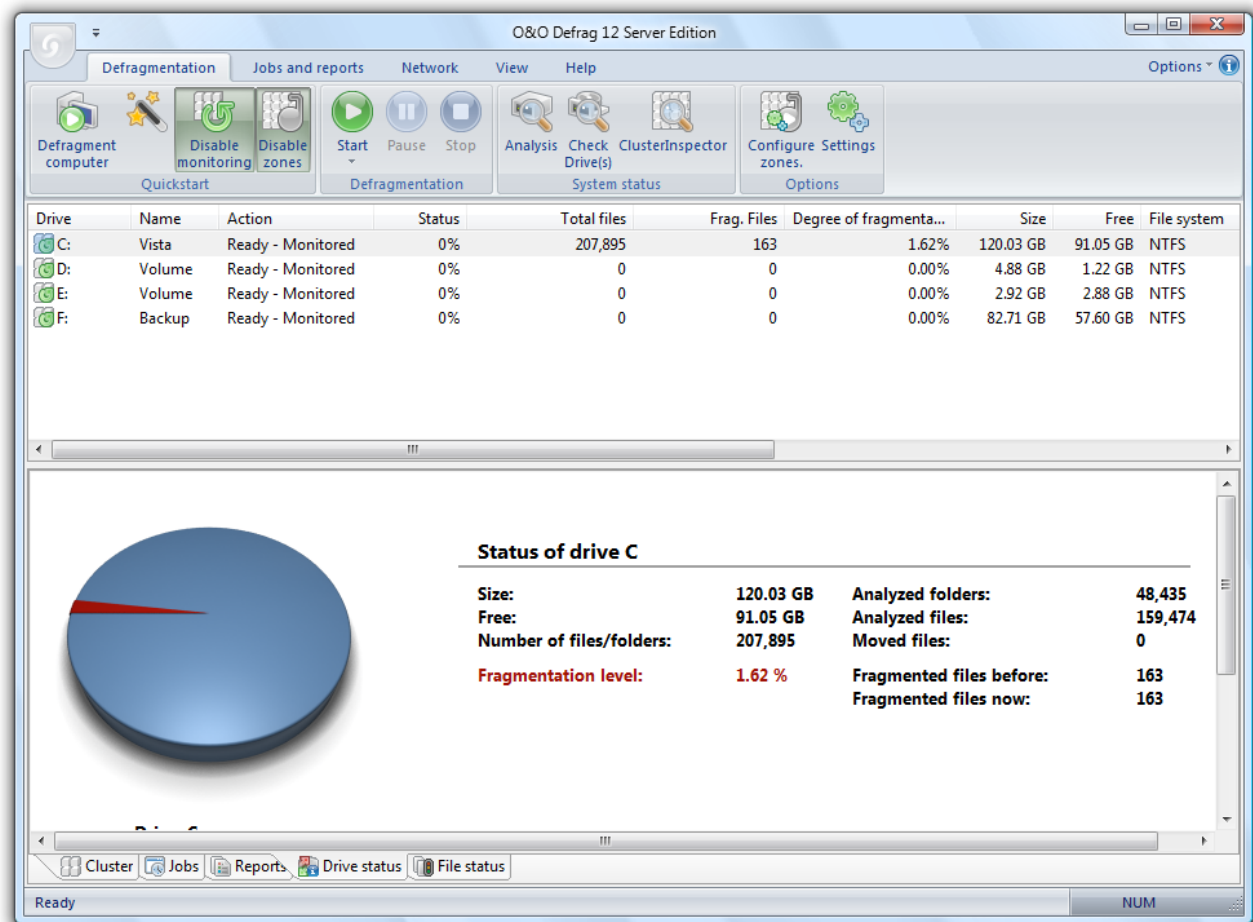 O&O Defrag 12 Server Edition
Defragmentation Jobs and reports Network View Help Options
Defragment computer Disable monitoring Disable zones Start Pause Stop Analysis Check Drive(s) ClusterInspector Configure zones. Settings
Quickstart Defragmentation System status Options
Drive Name Action Status Total files Frag. Files Degree of fragmenta... Size Free File system
C: Vista Ready - Monitored 0% 207,895 163 1.62% 120.03 GB 91.05 GB NTFS
D: Volume Ready - Monitored 0% 0 0 0.00% 4.88 GB 1.22 GB NTFS
E: Volume Ready - Monitored 0% 0 0 0.00% 2.92 GB 2.88 GB NTFS
F: Backup Ready - Monitored 0% 0 0 0.00% 82.71 GB 57.60 GB NTFS
Status of drive C
Size: 120.03 GB Analyzed folders: 48,435
Free: 91.05 GB Analyzed files: 159,474
Number of files/folders: 207,895 Moved files: 0
Fragmentation level: 1.62 % Fragmented files before: 163
Fragmented files now: 163
Cluster Jobs Reports Drive status File status
Ready NUM